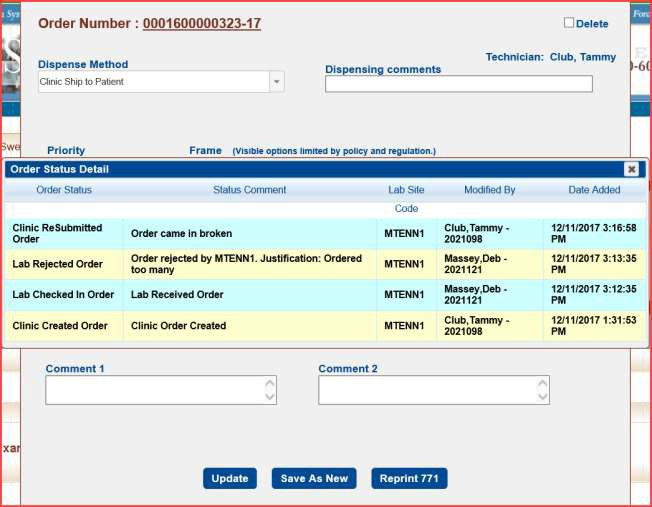 n Sys
Forc
Order Number : 0001600000323-17
Delete
Technician: Club, Tammy
Dispense Method
Dispensing comments
Clinic Ship to Patient
0-60
Priority
Frame (Visible options limited by policy and regulation.)
Swe
Order Status Detail
Order Status Status Comment Lab Site Modified By Date Added
Code
Clinic ReSubmitted Order came in broken MTENN1 Club,Tammy - 12/11/2017 3:16:58
Order 2021098 PM
Lab Rejected Order Order rejected by MTENN1. Justification: Ordered MTENN1 Massey,Deb - 12/11/2017 3:13:35
too many 2021121 PM
Lab Checked In Order Lab Received Order MTENN1 Massey,Deb - 12/11/2017 3:12:35
2021121 PM
Clinic Created Order Clinic Order Created MTENN1 Club,Tammy - 12/11/2017 1:31:53
2021098 PM
Comment 1 Comment 2
xar
Update Save As New Reprint 771